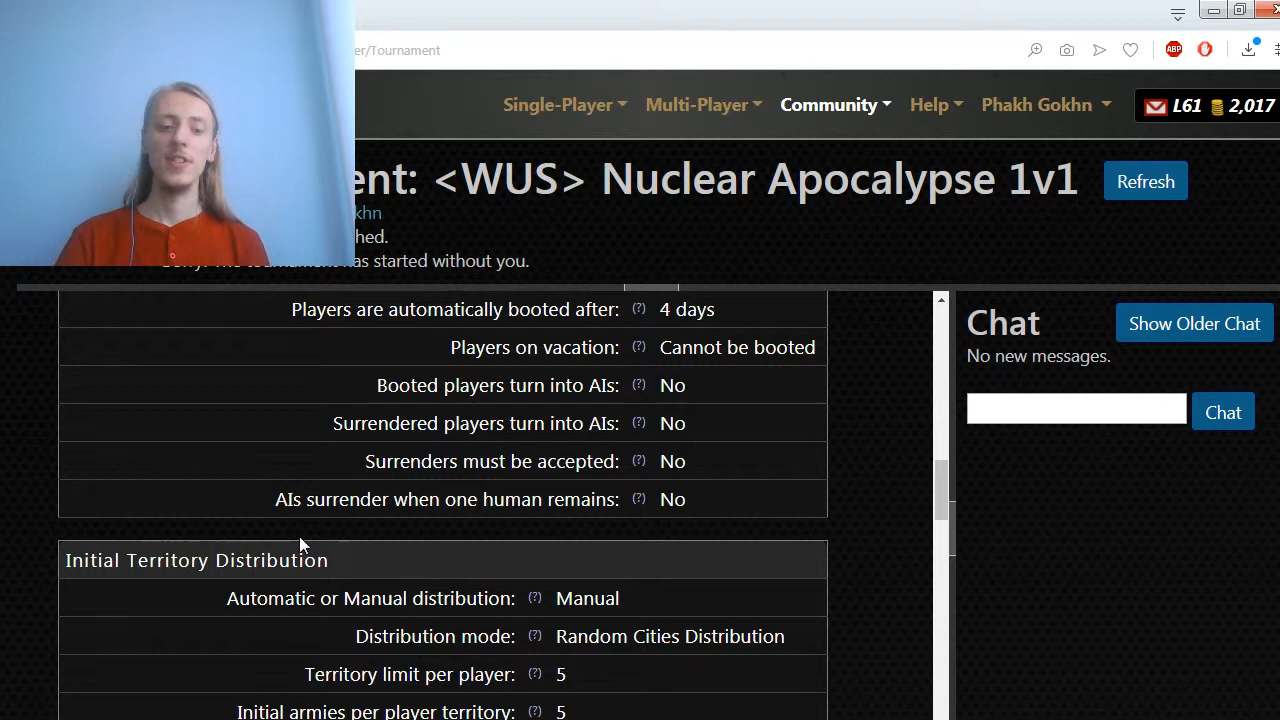 er/Tournament
ABP
Single-Player Multi-Player Community Help Phakh Gokhn L61 2,017
ent: <WUS> Nuclear Apocalypse 1v1 Refresh
khn
hed.
has started without you.
Players are automatically booted after: (?) 4 days
Players on vacation: (?) Cannot be booted
Booted players turn into AIs: (?) No
Surrendered players turn into AIs: (?) No
Surrenders must be accepted: (?) No
AIs surrender when one human remains: (?) No
Initial Territory Distribution
Automatic or Manual distribution: (?) Manual
Distribution mode: (?) Random Cities Distribution
Territory limit per player: (?) 5
Initial armies per player territory: (?) 5
Chat Show Older Chat
No new messages.
Chat